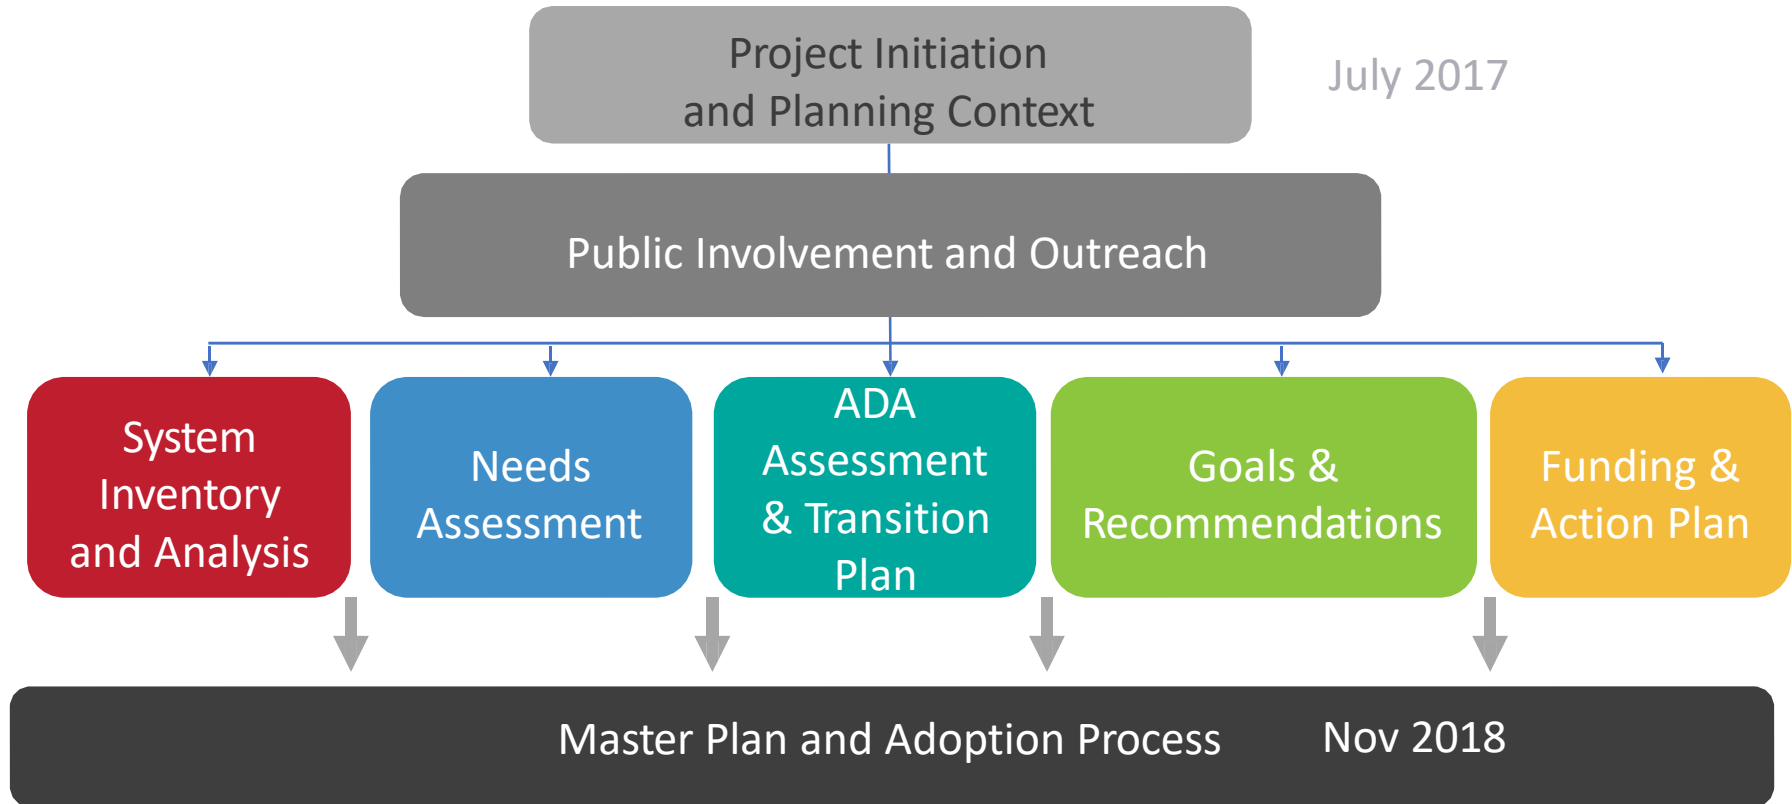 Project Initiation
and Planning Context
July 2017
Public Involvement and Outreach
System
Inventory
and Analysis
Needs
Assessment
ADA
Assessment
& Transition
Plan
Goals &
Recommendations
Funding &
Action Plan
Master Plan and Adoption Process
Nov 2018